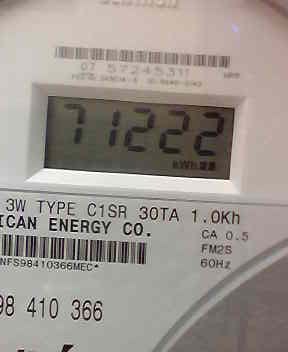 07 57245311
71222
kWh
3W TYPE C1SR 30TA 1.0Kh
ICAN ENERGY CO.
CA 0.5
FM2S
60Hz
NFS98410366MEC*
98 410 366